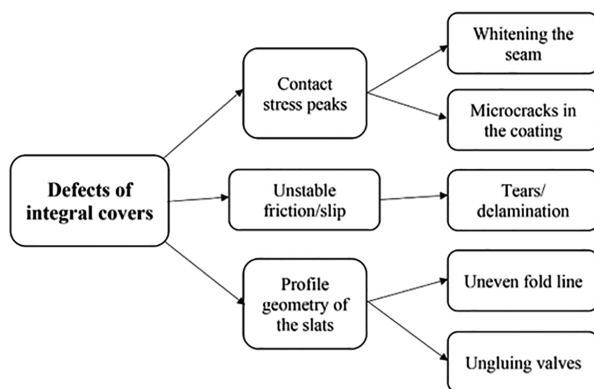 Defects of
integral covers
Contact
stress peaks
Unstable
friction/slip
Profile
geometry of
the slats
Whitening the
seam
Microcracks in
the coating
Tears/
delamination
Uneven fold line
Ungluing valves